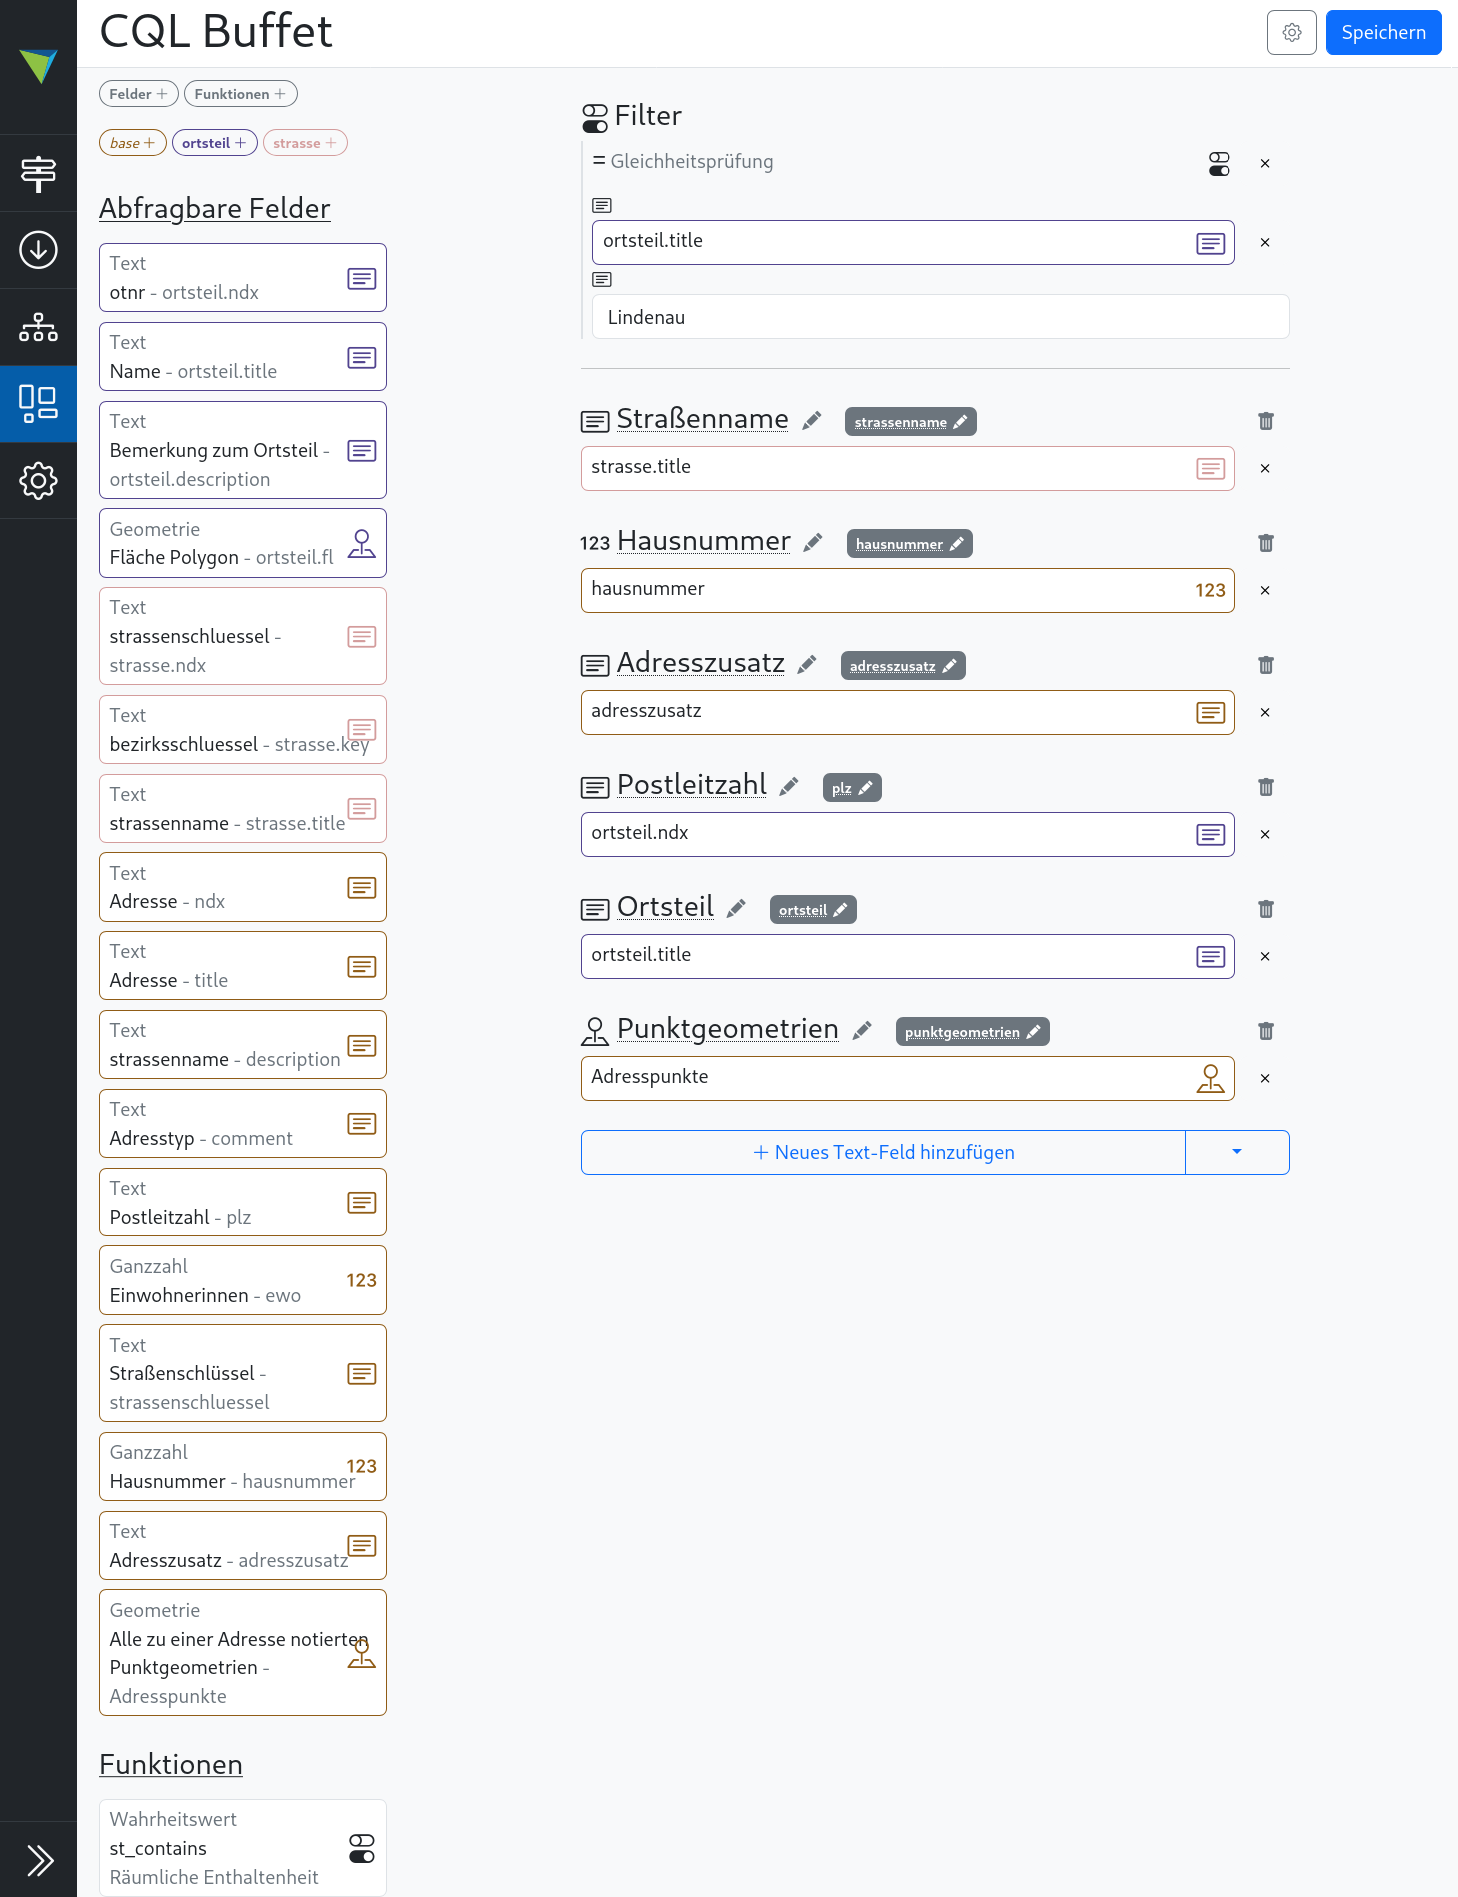 CQL Buffet
Speichern
Felder +
Funktionen +
base +
ortsteil +
strasse +
Abfragbare Felder
Text
otnr - ortsteil.ndx
Text
Name - ortsteil.title
Text
Bemerkung zum Ortsteil -
ortsteil.description
Geometrie
Fläche Polygon - ortsteil.fl
Text
strassenschluessel -
strasse.ndx
Text
bezirksschluessel - strasse.key
Text
strassenname - strasse.title
Text
Adresse - ndx
Text
Adresse - title
Text
strassenname - description
Text
Adresstyp - comment
Text
Postleitzahl - plz
Ganzzahl
Einwohnerinnen - ewo
123
Text
Straßenschlüssel -
strassenschluessel
Ganzzahl
Hausnummer - hausnummer
123
Text
Adresszusatz - adresszusatz
Geometrie
Alle zu einer Adresse notierten
Punktgeometrien -
Adresspunkte
Funktionen
Wahrheitswert
st_contains
Räumliche Enthaltenheit
Filter
= Gleichheitsprüfung
×
ortsteil.title
×
Lindenau
Straßenname
strassenname
strasse.title
×
123 Hausnummer
hausnummer
hausnummer
123
×
Adresszusatz
adresszusatz
adresszusatz
×
Postleitzahl
plz
ortsteil.ndx
×
Ortsteil
ortsteil
ortsteil.title
×
Punktgeometrien
punktgeometrien
Adresspunkte
×
+ Neues Text-Feld hinzufügen